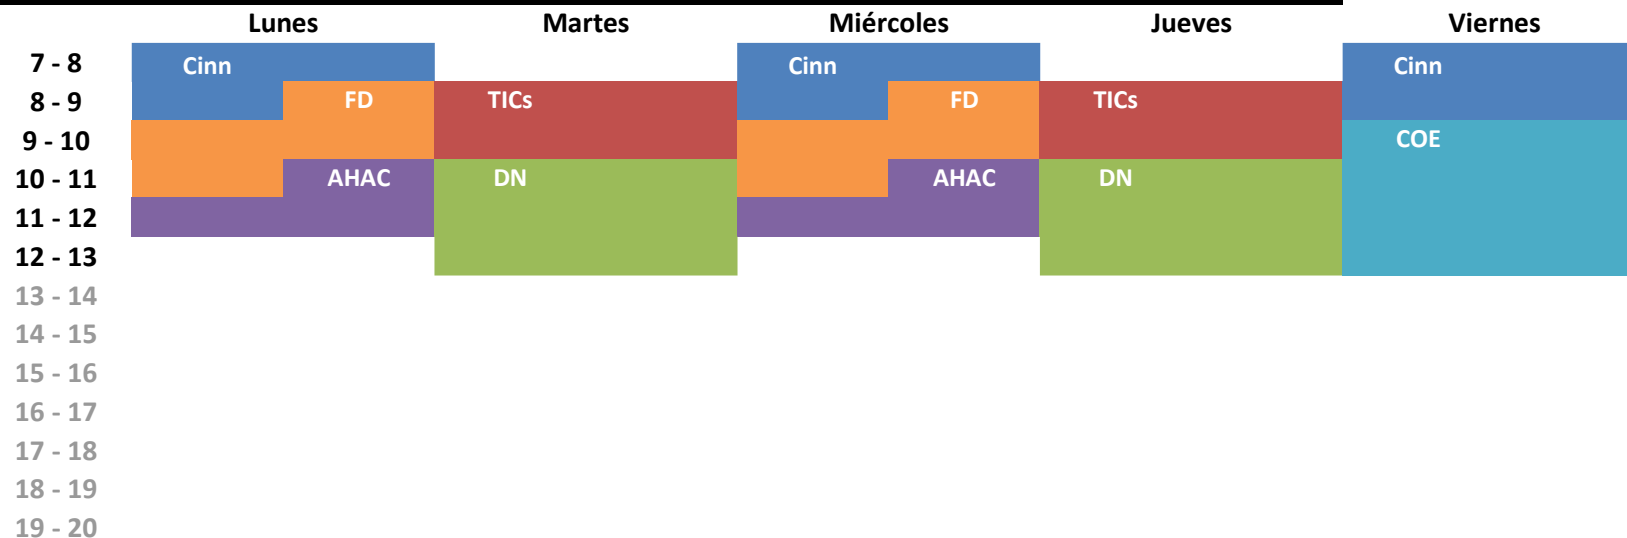 Lunes Martes Miércoles Jueves Viernes
7 - 8 Cinn Cinn Cinn
8 - 9 FD TICs FD TICs
9 - 10 COE
10 - 11 AHAC DN AHAC DN
11 - 12
12 - 13
13 - 14
14 - 15
15 - 16
16 - 17
17 - 18
18 - 19
19 - 20